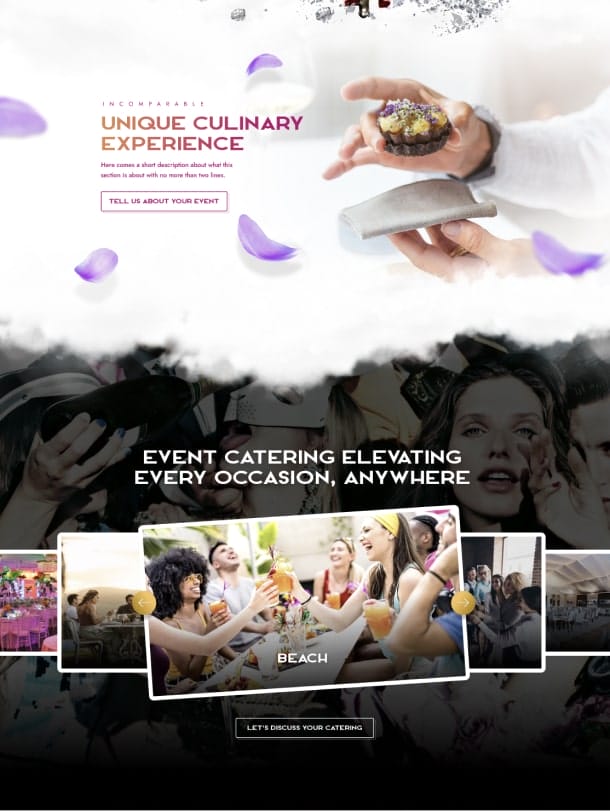 INCOMPARABLE
UNIQUE CULINARY
EXPERIENCE
Here comes a short description about what this
section is about with no more than two lines.
TELL US ABOUT YOUR EVENT
EVENT CATERING ELEVATING
EVERY OCCASION, ANYWHERE
BEACH
LET'S DISCUSS YOUR CATERING